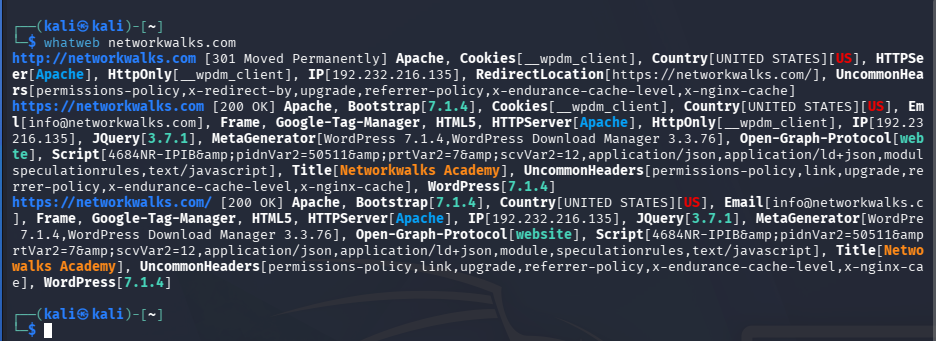 ┌──(kali㉿kali)-[~]
└─$ whatweb networkwalks.com
http://networkwalks.com [301 Moved Permanently] Apache, Cookies[__wpdm_client], Country[UNITED STATES][US], HTTPSe
er[Apache], HttpOnly[__wpdm_client], IP[192.232.216.135], RedirectLocation[https://networkwalks.com/], UncommonHea
rs[permissions-policy,x-redirect-by,upgrade,referrer-policy,x-endurance-cache-level,x-nginx-cache]
https://networkwalks.com [200 OK] Apache, Bootstrap[7.1.4], Cookies[__wpdm_client], Country[UNITED STATES][US], Em
l[info@networkwalks.com], Frame, Google-Tag-Manager, HTML5, HTTPServer[Apache], HttpOnly[__wpdm_client], IP[192.23
216.135], JQuery[3.7.1], MetaGenerator[WordPress 7.1.4,WordPress Download Manager 3.3.76], Open-Graph-Protocol[web
te], Script[4684NR-IPIB&amp;pidnVar2=50511&amp;prtVar2=7&amp;scvVar2=12,application/json,application/ld+json,modul
speculationrules,text/javascript], Title[Networkwalks Academy], UncommonHeaders[permissions-policy,link,upgrade,re
rrer-policy,x-endurance-cache-level,x-nginx-cache], WordPress[7.1.4]
https://networkwalks.com/ [200 OK] Apache, Bootstrap[7.1.4], Country[UNITED STATES][US], Email[info@networkwalks.c
], Frame, Google-Tag-Manager, HTML5, HTTPServer[Apache], IP[192.232.216.135], JQuery[3.7.1], MetaGenerator[WordPre
7.1.4,WordPress Download Manager 3.3.76], Open-Graph-Protocol[website], Script[4684NR-IPIB&amp;pidnVar2=50511&amp
prtVar2=7&amp;scvVar2=12,application/json,application/ld+json,module,speculationrules,text/javascript], Title[Netwo
walks Academy], UncommonHeaders[permissions-policy,link,upgrade,referrer-policy,x-endurance-cache-level,x-nginx-ca
e], WordPress[7.1.4]
┌──(kali㉿kali)-[~]
└─$